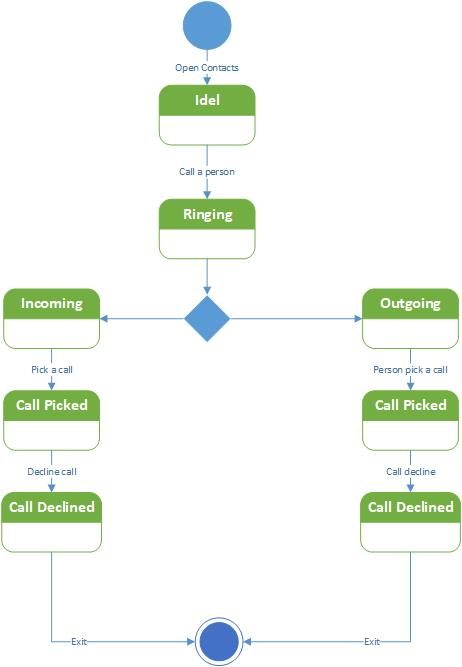 Open Contacts
Idel
Call a person
Ringing
Incoming
Outgoing
Pick a call
Person pick a call
Call Picked
Call Picked
Decline call
Call decline
Call Declined
Call Declined
Exit
Exit